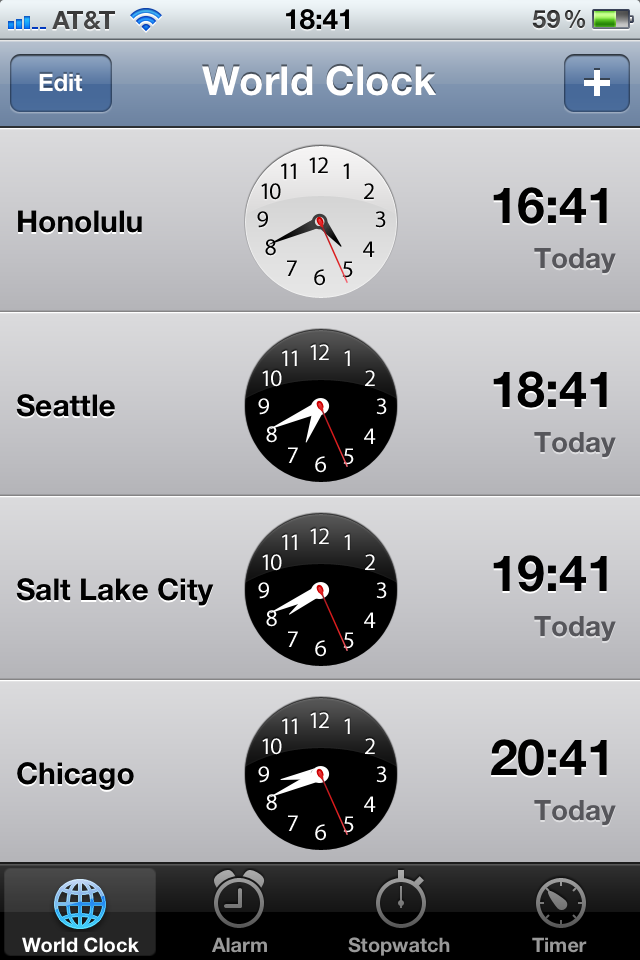 AT&T 18:41 59%
Edit World Clock +
Honolulu 11 12 1 10 2 9 3 8 4 7 6 5 16:41
Today
Seattle 11 12 1 10 2 9 3 8 4 7 6 5 18:41
Today
Salt Lake City 11 12 1 10 2 9 3 8 4 7 6 5 19:41
Today
Chicago 11 12 1 10 2 9 3 8 4 7 6 5 20:41
Today
World Clock Alarm Stopwatch Timer